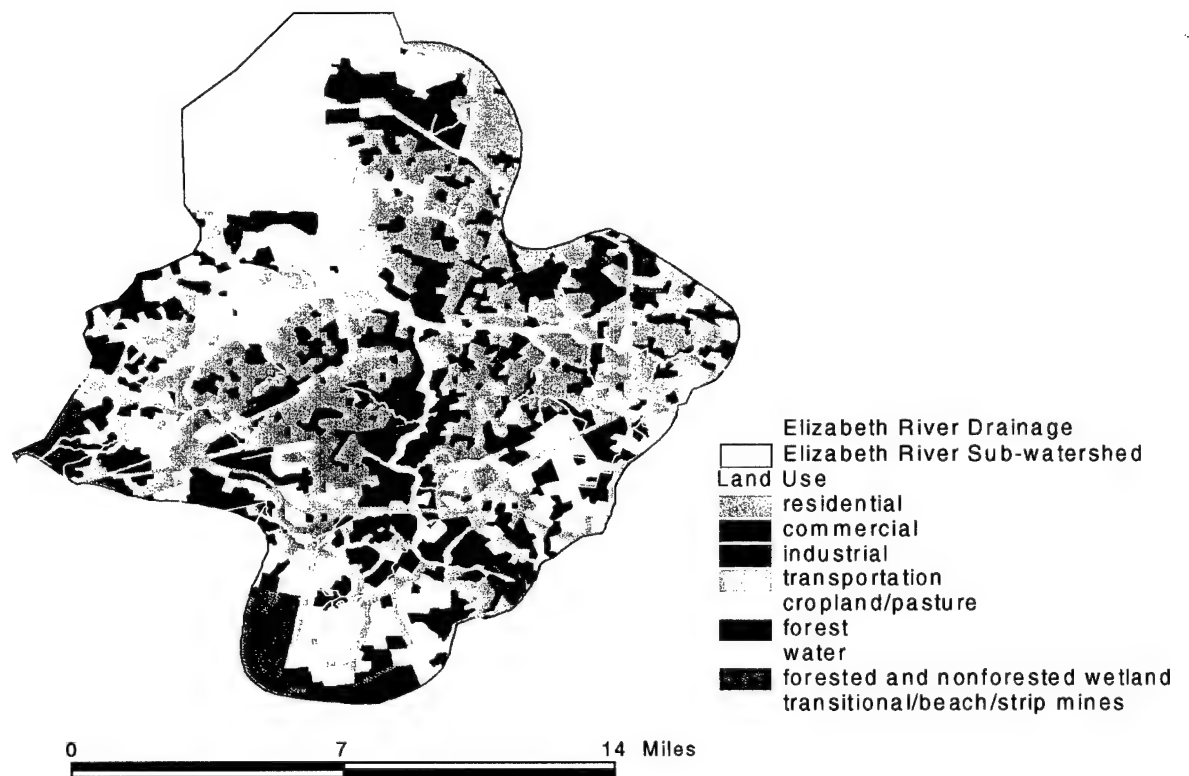 Elizabeth River Drainage
Elizabeth River Sub-watershed
Land Use
residential
commercial
industrial
transportation
cropland/pasture
forest
water
forested and nonforested wetland
transitional/beach/strip mines
0 7 14 Miles